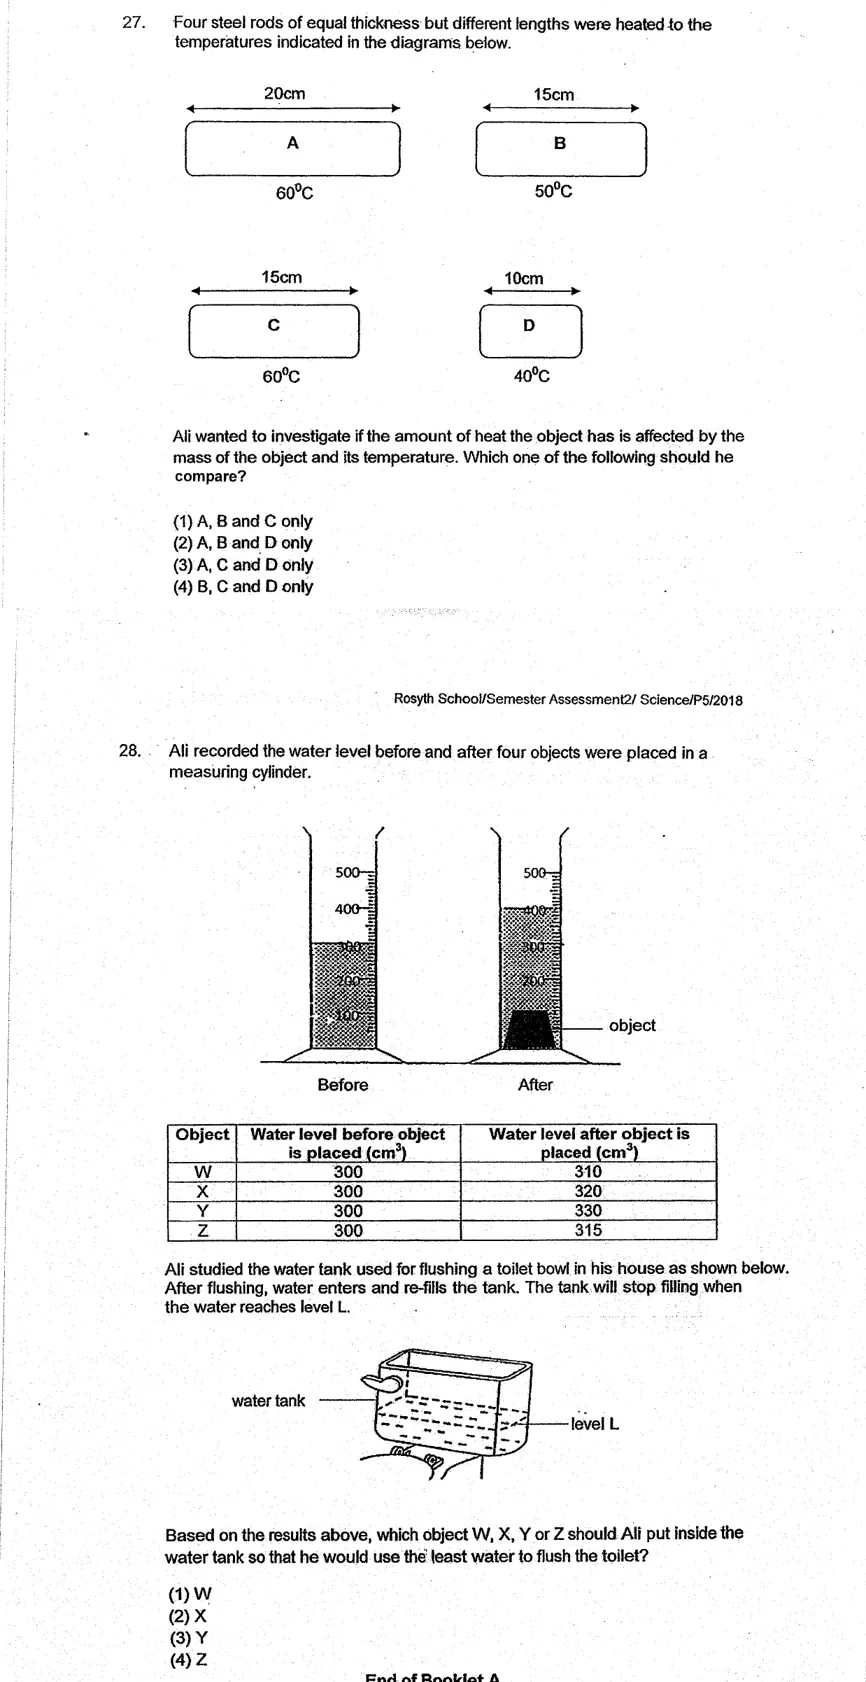 27. Four steel rods of equal thickness but different lengths were heated to the
temperatures indicated in the diagrams below.
20cm
15cm
A
B
60⁰C
50⁰C
15cm
10cm
C
D
60⁰C
40⁰C
Ali wanted to investigate if the amount of heat the object has is affected by the
mass of the object and its temperature. Which one of the following should he
compare?
(1) A, B and C only
(2) A, B and D only
(3) A, C and D only
(4) B, C and D only
Rosyth School/Semester Assessment2/ Science/P5/2018
28. Ali recorded the water level before and after four objects were placed in a
measuring cylinder.
500
400
300
200
100
500
400
300
200
object
Before
After
Object Water level before object is placed (cm³) Water level after object is placed (cm³)
W 300 310
X 300 320
Y 300 330
Z 300 315
Ali studied the water tank used for flushing a toilet bowl in his house as shown below.
After flushing, water enters and re-fills the tank. The tank will stop filling when
the water reaches level L.
water tank
level L
Based on the results above, which object W, X, Y or Z should Ali put inside the
water tank so that he would use the least water to flush the toilet?
(1) W
(2) X
(3) Y
(4) Z
End of Booklet A